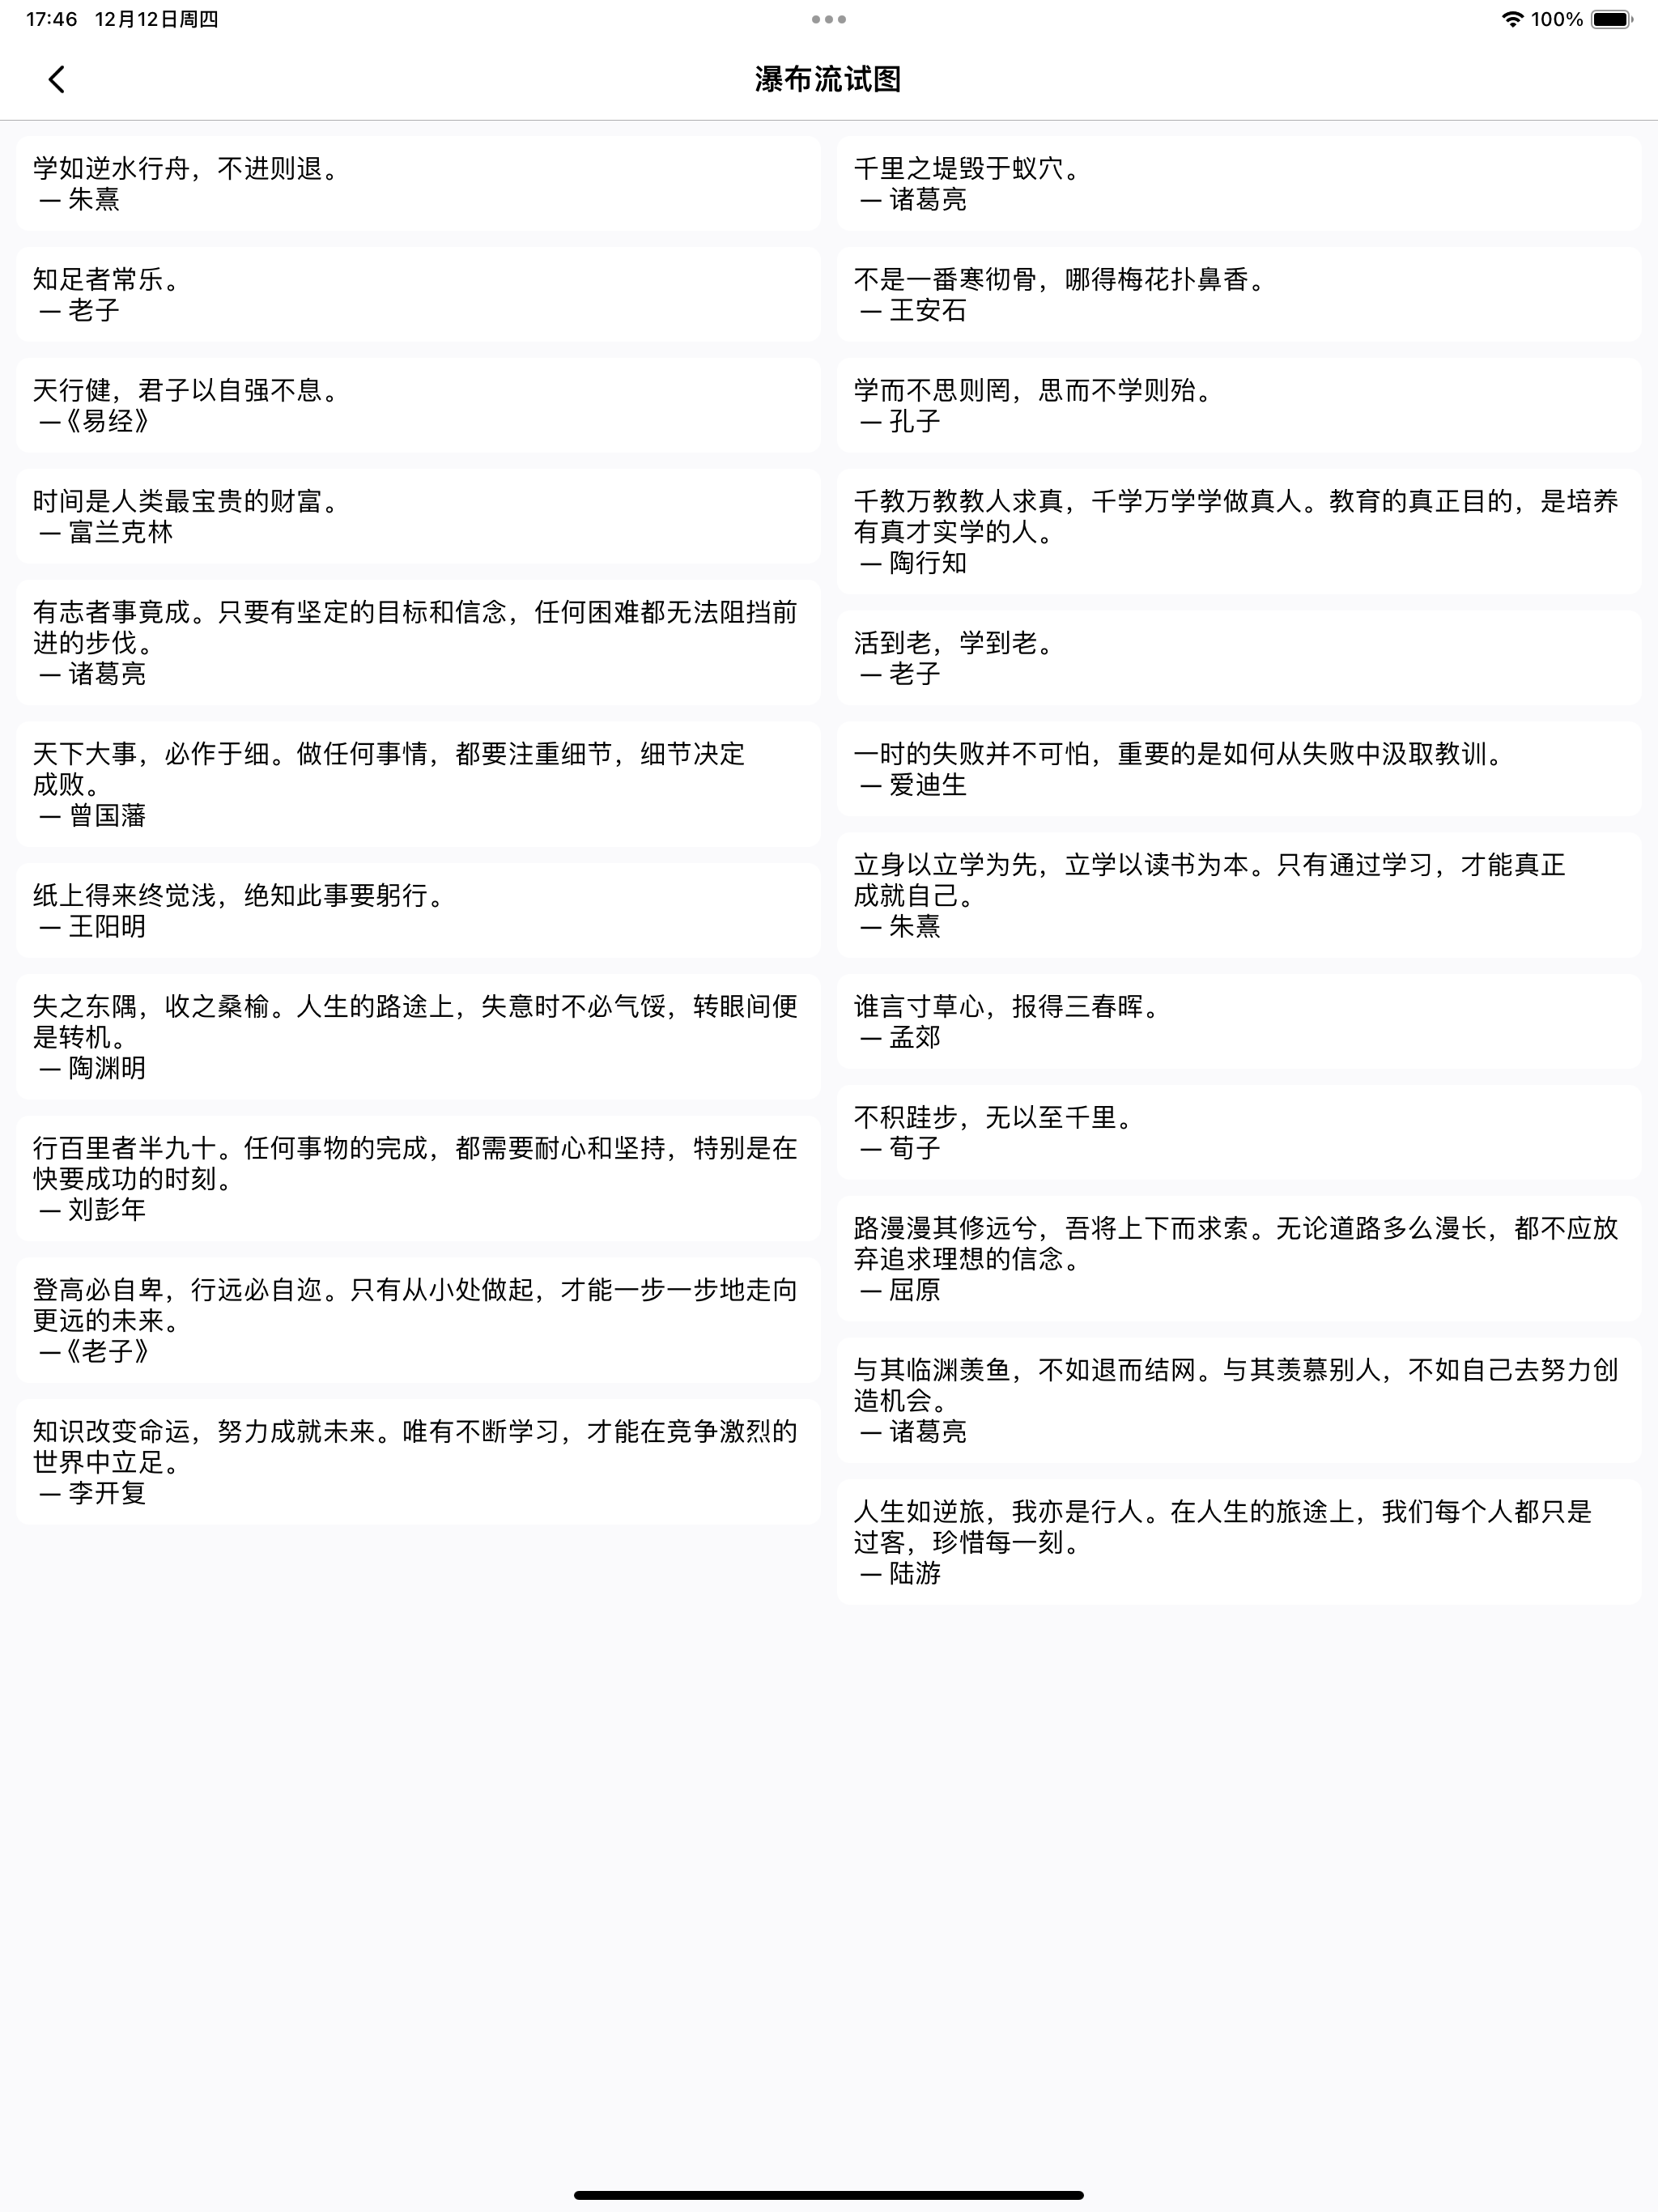 17:46 12月12日周四
100%
瀑布流试图
学如逆水行舟，不进则退。
— 朱熹
知足者常乐。
— 老子
天行健，君子以自强不息。
—《易经》
时间是人类最宝贵的财富。
— 富兰克林
有志者事竟成。只要有坚定的目标和信念，任何困难都无法阻挡前
进的步伐。
— 诸葛亮
天下大事，必作于细。做任何事情，都要注重细节，细节决定
成败。
— 曾国藩
纸上得来终觉浅，绝知此事要躬行。
— 王阳明
失之东隅，收之桑榆。人生的路途上，失意时不必气馁，转眼间便
是转机。
— 陶渊明
行百里者半九十。任何事物的完成，都需要耐心和坚持，特别是在
快要成功的时刻。
— 刘彭年
登高必自卑，行远必自迩。只有从小处做起，才能一步一步地走向
更远的未来。
—《老子》
知识改变命运，努力成就未来。唯有不断学习，才能在竞争激烈的
世界中立足。
— 李开复
千里之堤毁于蚁穴。
— 诸葛亮
不是一番寒彻骨，哪得梅花扑鼻香。
— 王安石
学而不思则罔，思而不学则殆。
— 孔子
千教万教教人求真，千学万学学做真人。教育的真正目的，是培养
有真才实学的人。
— 陶行知
活到老，学到老。
— 老子
一时的失败并不可怕，重要的是如何从失败中汲取教训。
— 爱迪生
立身以立学为先，立学以读书为本。只有通过学习，才能真正
成就自己。
— 朱熹
谁言寸草心，报得三春晖。
— 孟郊
不积跬步，无以至千里。
— 荀子
路漫漫其修远兮，吾将上下而求索。无论道路多么漫长，都不应放
弃追求理想的信念。
— 屈原
与其临渊羡鱼，不如退而结网。与其羡慕别人，不如自己去努力创
造机会。
— 诸葛亮
人生如逆旅，我亦是行人。在人生的旅途上，我们每个人都只是
过客，珍惜每一刻。
— 陆游